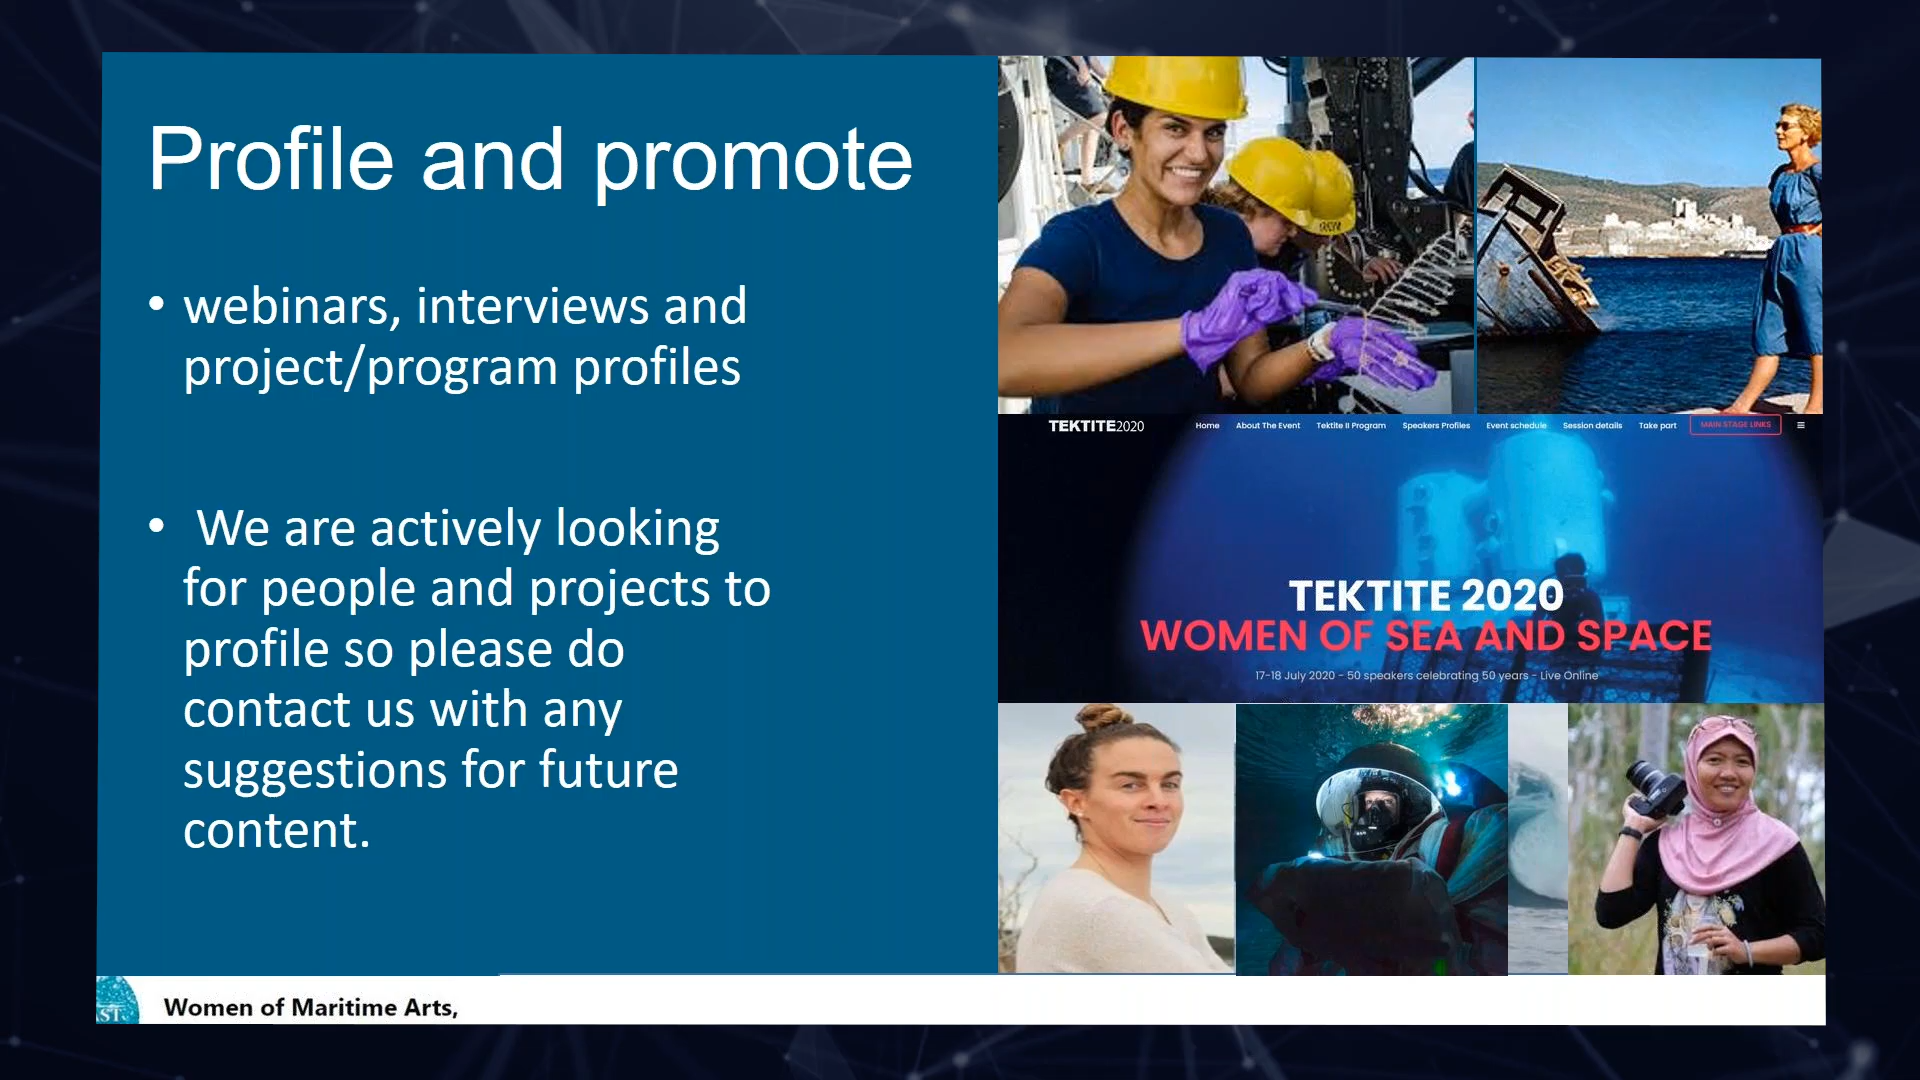 Profile and promote
• webinars, interviews and
project/program profiles
• We are actively looking
for people and projects to
profile so please do
contact us with any
suggestions for future
content.
TEKTITE2020
Home About The Event Tektite II Program Speakers Profiles Event schedule Session details Take part MAIN STAGE LINKS
TEKTITE 2020
WOMEN OF SEA AND SPACE
17-18 July 2020 - 50 speakers celebrating 50 years - Live Online
Women of Maritime Arts,